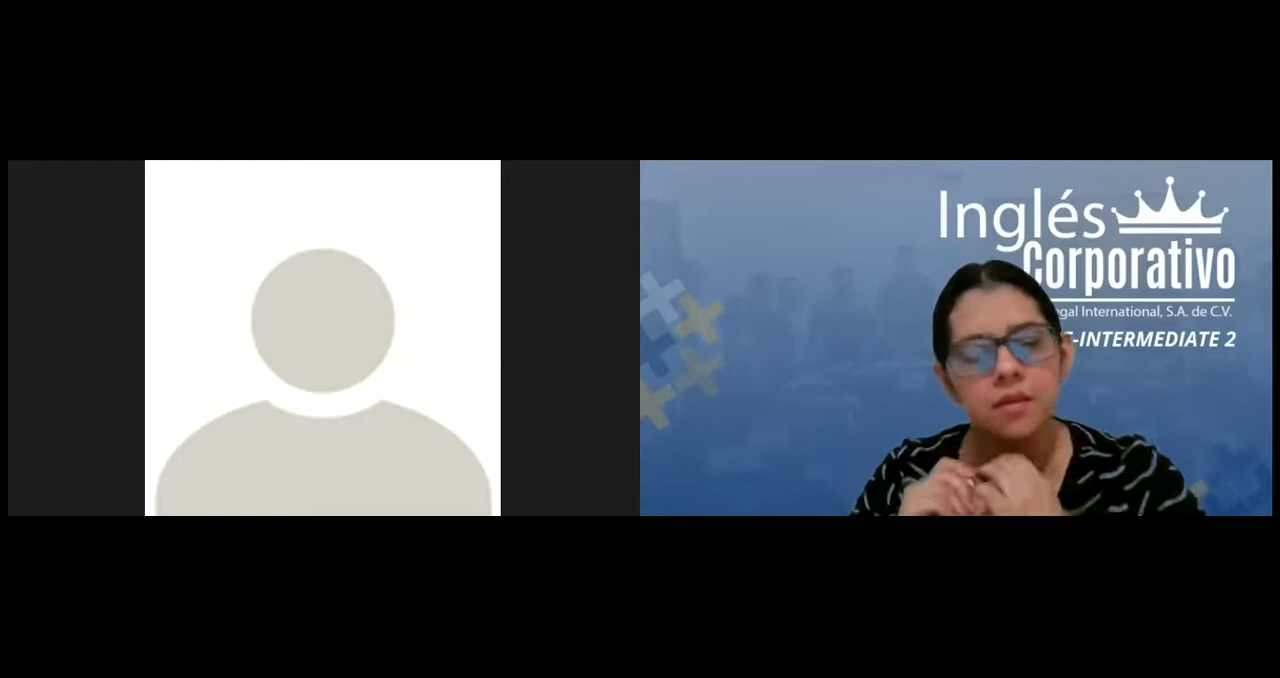 Inglés
Corporativo
International, S.A. de C.V.
-INTERMEDIATE 2